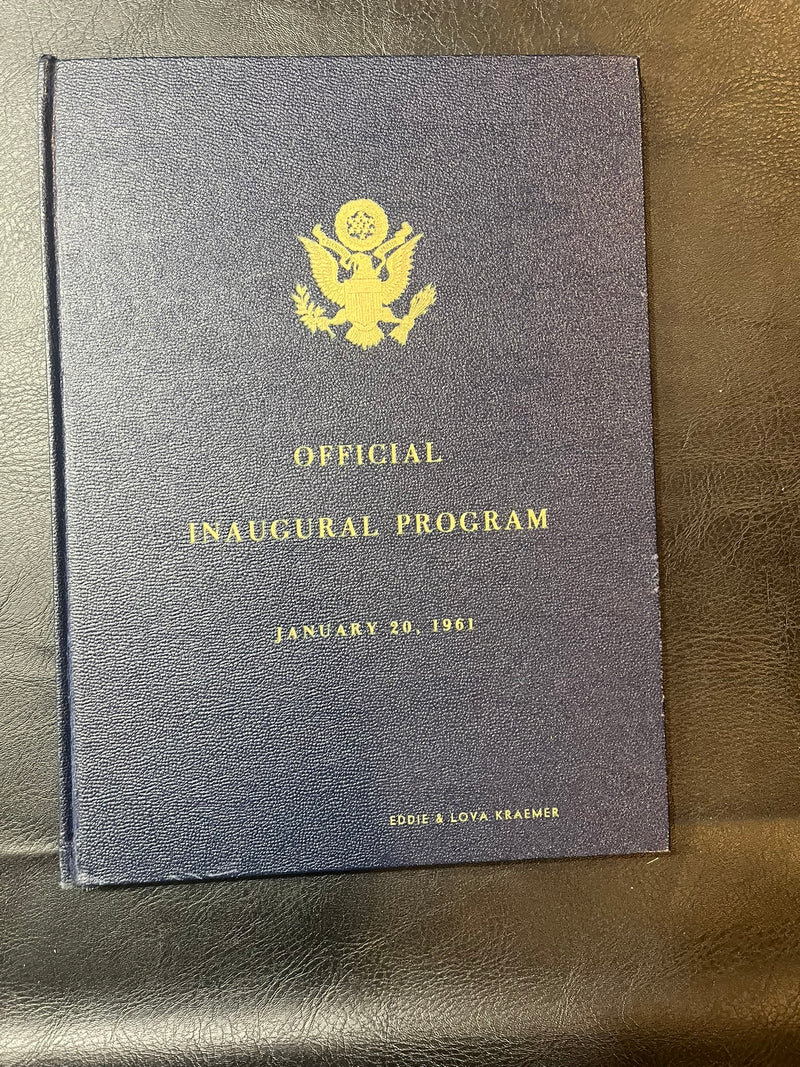 OFFICIAL
INAUGURAL PROGRAM
JANUARY 20, 1961
EDDIE & LOVA KRAEMER